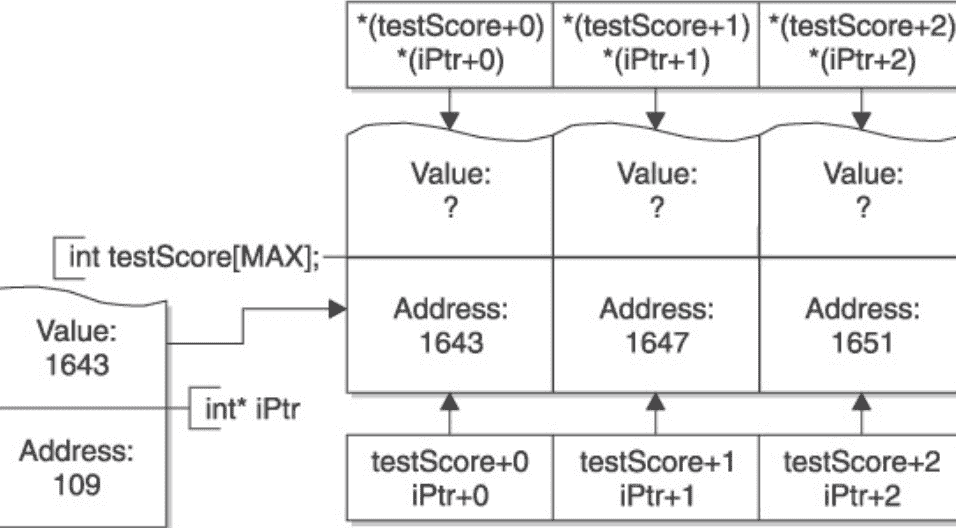 *(testScore+0)
*(iPtr+0)
*(testScore+1)
*(iPtr+1)
*(testScore+2)
*(iPtr+2)
Value:
?
Value:
?
Value:
?
int testScore[MAX];
Address:
1643
Address:
1647
Address:
1651
Value:
1643
int* iPtr
Address:
109
testScore+0
iPtr+0
testScore+1
iPtr+1
testScore+2
iPtr+2